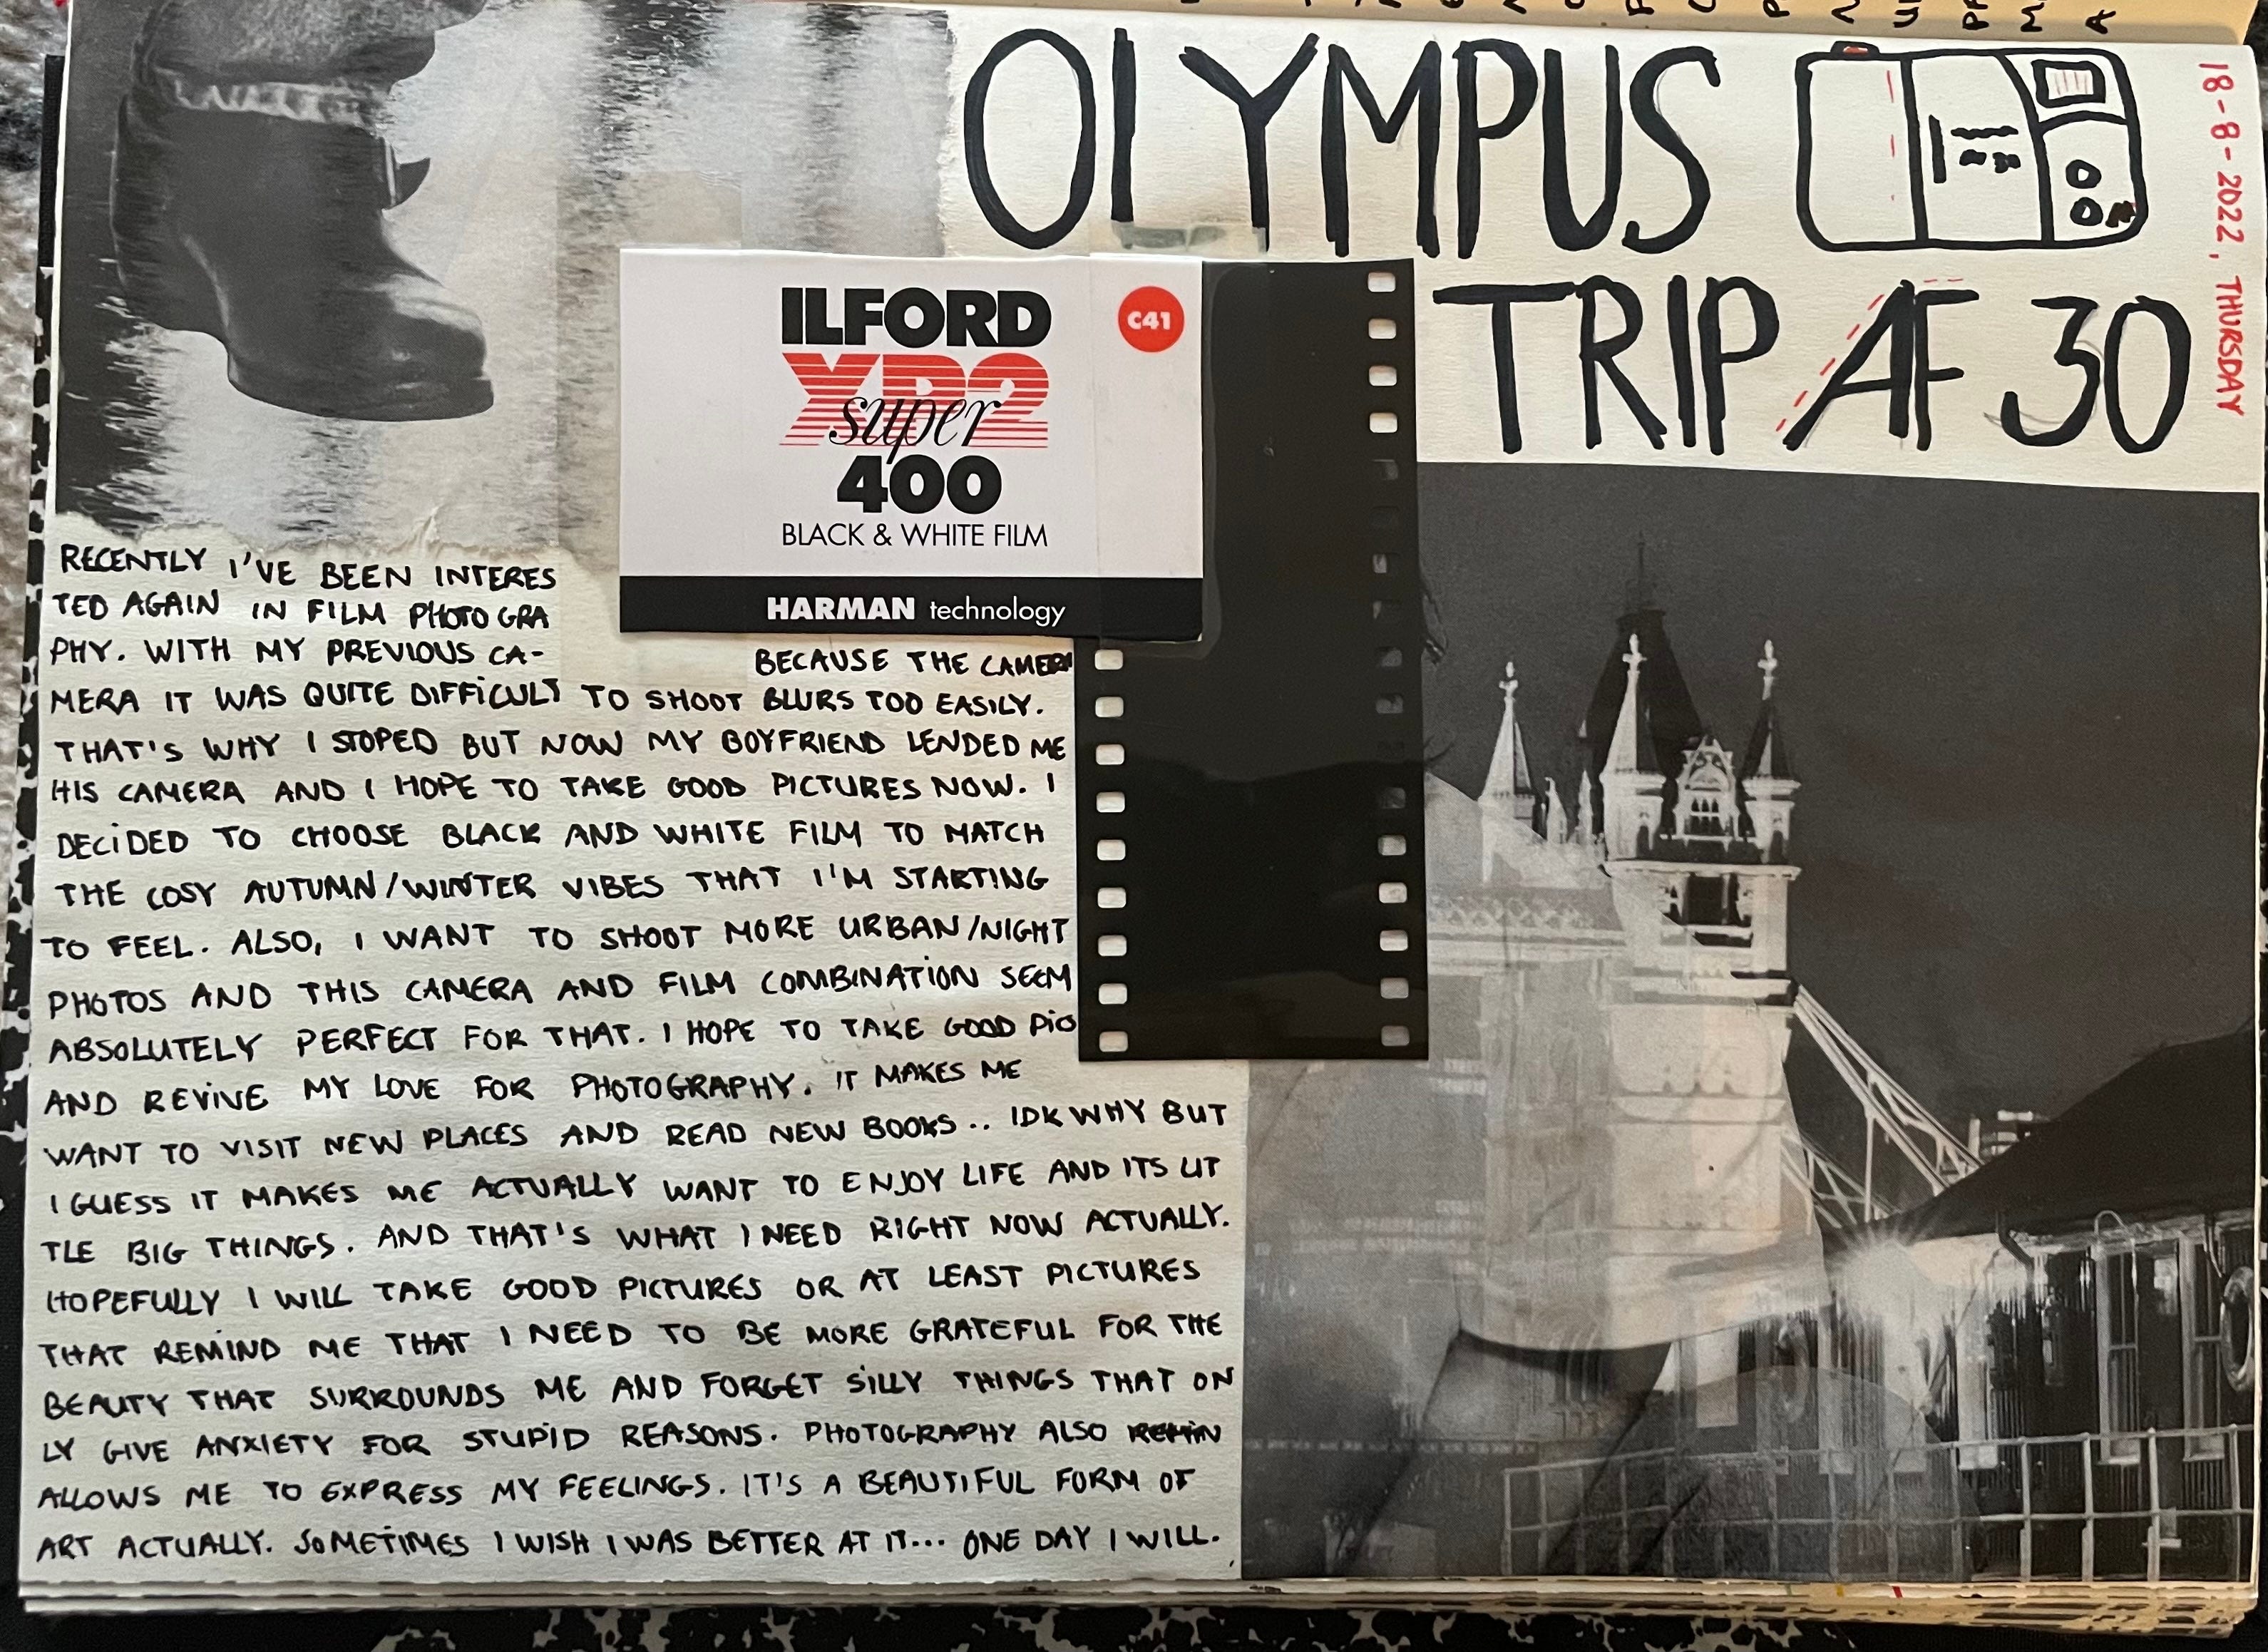 OLYMPUS
TRIP AF 30
18-8-2022, THURSDAY
ILFORD
XP2
super
400
BLACK & WHITE FILM
C41
HARMAN technology
RECENTLY I'VE BEEN INTERES
TED AGAIN IN FILM PHOTOGRA
PHY. WITH MY PREVIOUS CA-
BECAUSE THE CAMERA
MERA IT WAS QUITE DIFFICULT TO SHOOT BLURS TOO EASILY.
THAT'S WHY I STOPED BUT NOW MY BOYFRIEND LENDED ME
HIS CAMERA AND I HOPE TO TAKE GOOD PICTURES NOW. I
DECIDED TO CHOOSE BLACK AND WHITE FILM TO MATCH
THE COSY AUTUMN/WINTER VIBES THAT I'M STARTING
TO FEEL. ALSO, I WANT TO SHOOT MORE URBAN/NIGHT
PHOTOS AND THIS CAMERA AND FILM COMBINATION SEEM
ABSOLUTELY PERFECT FOR THAT. I HOPE TO TAKE GOOD PIC
AND REVIVE MY LOVE FOR PHOTOGRAPHY. IT MAKES ME
WANT TO VISIT NEW PLACES AND READ NEW BOOKS.. IDK WHY BUT
I GUESS IT MAKES ME ACTUALLY WANT TO ENJOY LIFE AND ITS LIT
TLE BIG THINGS. AND THAT'S WHAT I NEED RIGHT NOW ACTUALLY.
HOPEFULLY I WILL TAKE GOOD PICTURES OR AT LEAST PICTURES
THAT REMIND ME THAT I NEED TO BE MORE GRATEFUL FOR THE
BEAUTY THAT SURROUNDS ME AND FORGET SILLY THINGS THAT ON
LY GIVE ANXIETY FOR STUPID REASONS. PHOTOGRAPHY ALSO
ALLOWS ME TO EXPRESS MY FEELINGS. IT'S A BEAUTIFUL FORM OF
ART ACTUALLY. SOMETIMES I WISH I WAS BETTER AT IT... ONE DAY I WILL.